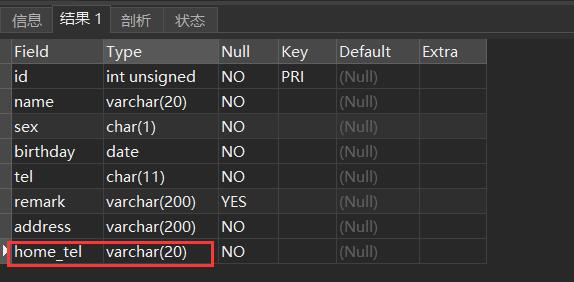 信息 结果 1 剖析 状态
Field Type Null Key Default Extra
id int unsigned NO PRI (Null)
name varchar(20) NO (Null)
sex char(1) NO (Null)
birthday date NO (Null)
tel char(11) NO (Null)
remark varchar(200) YES (Null)
address varchar(200) NO (Null)
home_tel varchar(20) NO (Null)